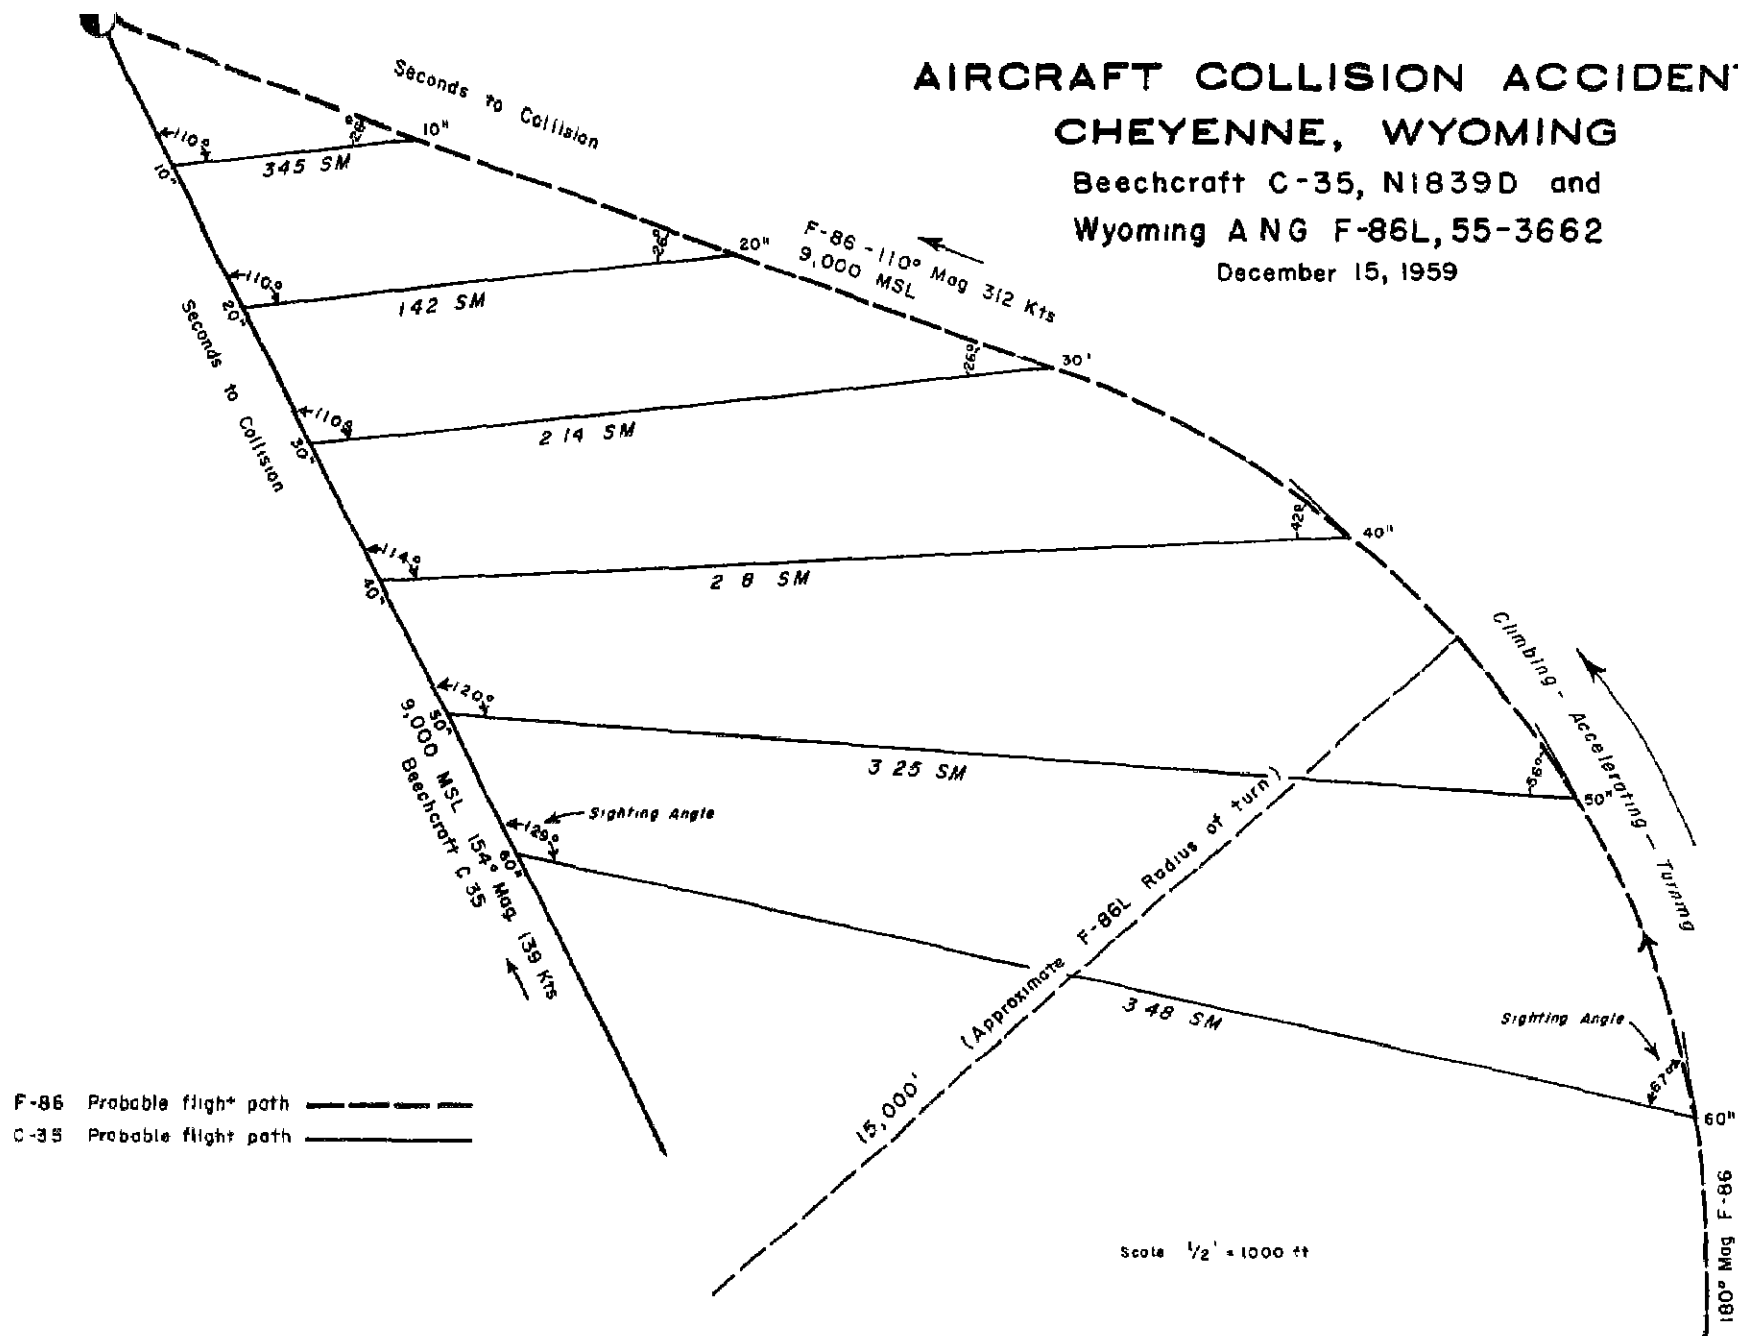 AIRCRAFT COLLISION ACCIDENT
CHEYENNE, WYOMING
Beechcraft C-35, N1839D and
Wyoming ANG F-86L, 55-3662
December 15, 1959
Seconds to Collision
10"
26°
110°
10"
345 SM
F-86 - 110° Mag 312 Kts
9,000 MSL
20"
26°
110°
20"
142 SM
Seconds to Collision
30'
26°
110°
30"
2 14 SM
40"
42°
114°
40"
2 8 SM
Climbing - Accelerating - Turning
50"
56°
120°
50"
3 25 SM
9,000 MSL 154° Mag 139 Kts
Beechcraft C 35
Sighting Angle
129°
60"
3 48 SM
(Approximate F-86L Radius of turn)
15,000'
Sighting Angle
67°
60"
180° Mag F-86
F-86 Probable flight path
C-35 Probable flight path
Scale 1/2' = 1000 ft